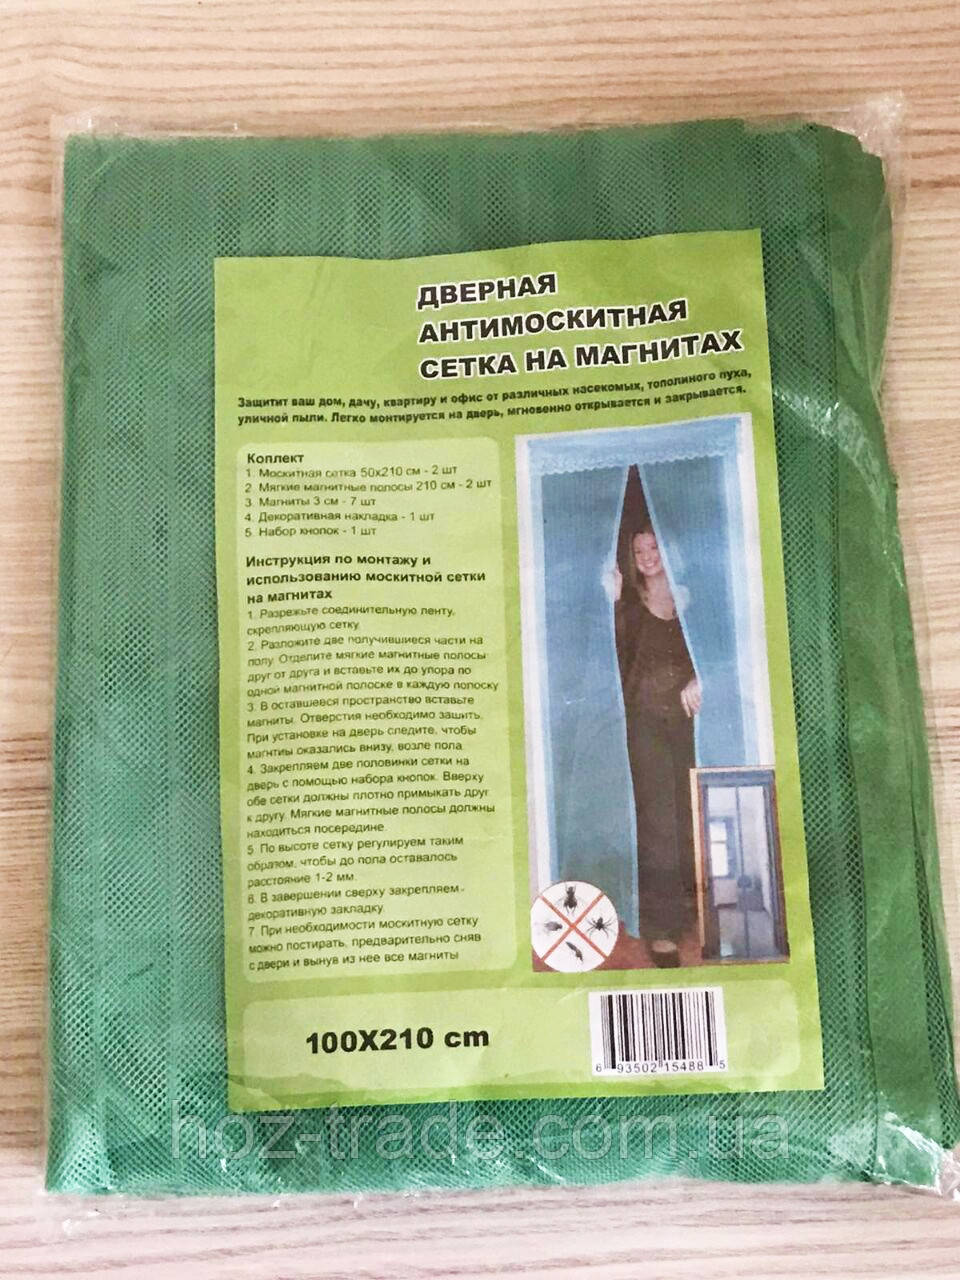 ДВЕРНАЯ
АНТИМОСКИТНАЯ
СЕТКА НА МАГНИТАХ
Защитит ваш дом, дачу, квартиру и офис от различных насекомых, тополиного пуха,
уличной пыли. Легко монтируется на дверь, мгновенно открывается и закрывается.
Коплект
1. Москитная сетка 50х210 см - 2 шт
2. Мягкие магнитные полосы 210 см - 2 шт
3. Магниты 3 см - 7 шт
4. Декоративная накладка - 1 шт
5. Набор кнопок - 1 шт
Инструкция по монтажу и
использованию москитной сетки
на магнитах
1. Разрежьте соединительную ленту,
скрепляющую сетку.
2. Разложите две получившиеся части на
полу. Отделите мягкие магнитные полосы
друг от друга и вставьте их до упора по
одной магнитной полоске в каждую полоску
3. В оставшееся пространство вставьте
магниты. Отверстия необходимо зашить.
При установке на дверь следите, чтобы
магнтиы оказались внизу, возле пола.
4. Закрепляем две половинки сетки на
дверь с помощью набора кнопок. Вверху
обе сетки должны плотно примыкать друг
к другу. Мягкие магнитные полосы должны
находиться посередине.
5. По высоте сетку регулируем таким
образом, чтобы до пола оставалось
расстояние 1-2 мм.
6. В завершении сверху закрепляем
декоративную закладку.
7. При необходимости москитную сетку
можно постирать, предварительно сняв
с двери и вынув из нее все магниты
100X210 cm
6 93502 15488 5
hoz-trade.com.ua